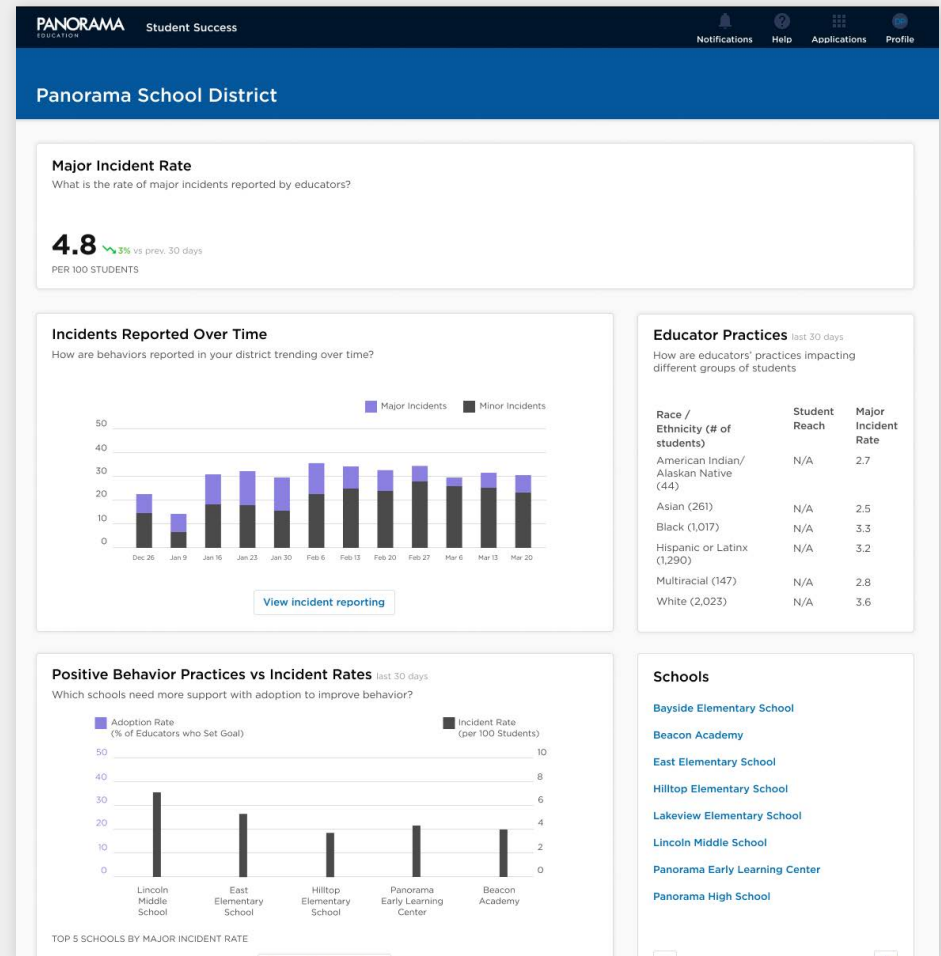 PANORAMA
EDUCATION
Student Success
Notifications
Help
Applications
Profile
Panorama School District
Major Incident Rate
What is the rate of major incidents reported by educators?
4.8 3% vs prev. 30 days
PER 100 STUDENTS
Incidents Reported Over Time
How are behaviors reported in your district trending over time?
Major Incidents
Minor Incidents
50
40
30
20
10
0
Dec 26
Jan 9
Jan 16
Jan 23
Jan 30
Feb 6
Feb 13
Feb 20
Feb 27
Mar 6
Mar 13
Mar 20
View incident reporting
Educator Practices last 30 days
How are educators' practices impacting
different groups of students
Race /
Ethnicity (# of
students)
Student
Reach
Major
Incident
Rate
American Indian/
Alaskan Native
(44)
N/A
2.7
Asian (261)
N/A
2.5
Black (1,017)
N/A
3.3
Hispanic or Latinx
(1,290)
N/A
3.2
Multiracial (147)
N/A
2.8
White (2,023)
N/A
3.6
Positive Behavior Practices vs Incident Rates last 30 days
Which schools need more support with adoption to improve behavior?
Adoption Rate
(% of Educators who Set Goal)
Incident Rate
(per 100 Students)
50
40
30
20
10
0
10
8
6
4
2
0
Lincoln
Middle
School
East
Elementary
School
Hilltop
Elementary
School
Panorama
Early Learning
Center
Beacon
Academy
TOP 5 SCHOOLS BY MAJOR INCIDENT RATE
Schools
Bayside Elementary School
Beacon Academy
East Elementary School
Hilltop Elementary School
Lakeview Elementary School
Lincoln Middle School
Panorama Early Learning Center
Panorama High School